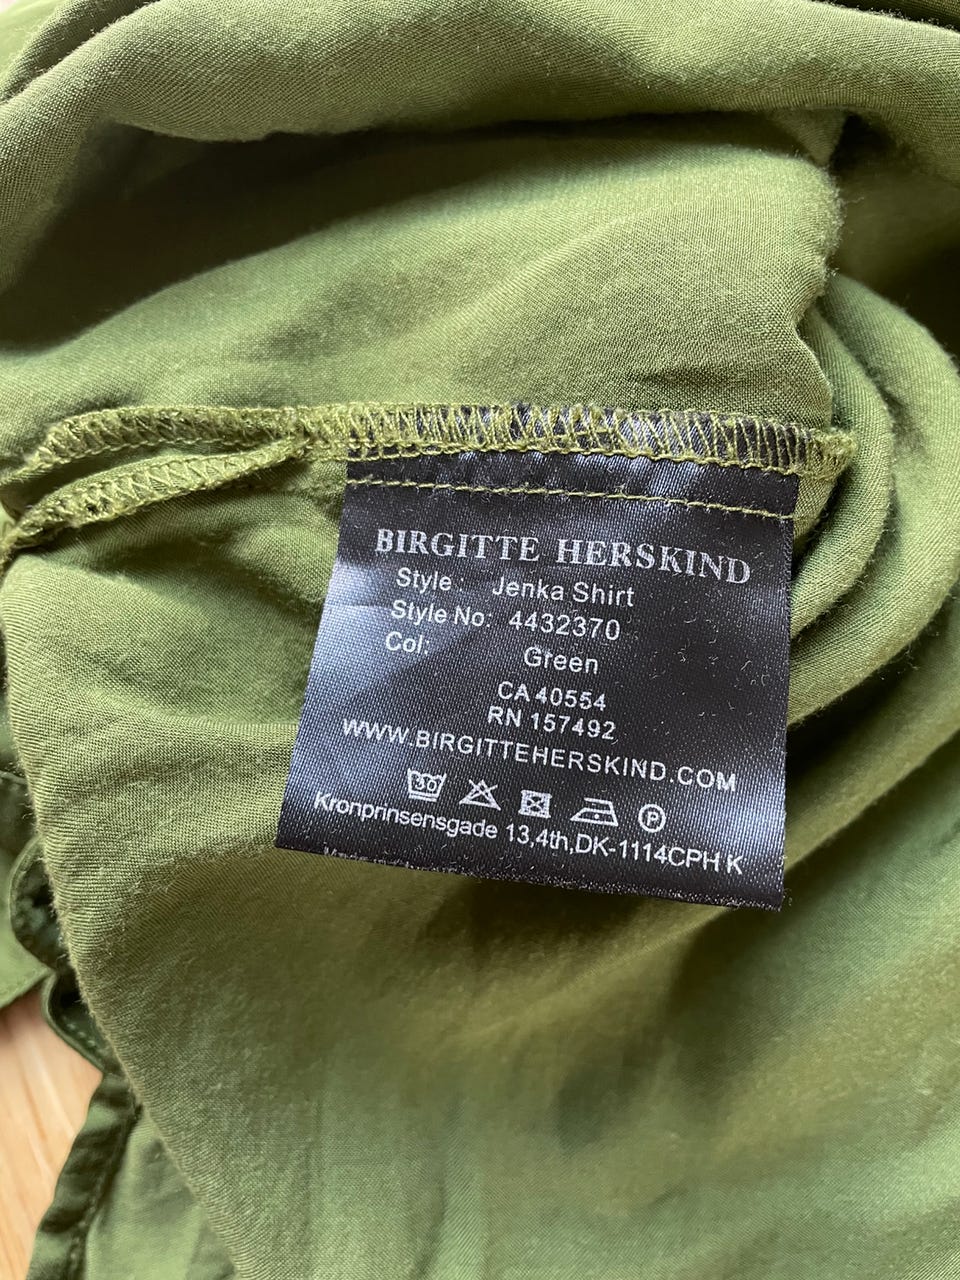 BIRGITTE HERSKIND
Style : Jenka Shirt
Style No: 4432370
Col: Green
CA 40554
RN 157492
WWW.BIRGITTEHERSKIND.COM
30
P
Kronprinsensgade 13,4th,DK-1114CPH K